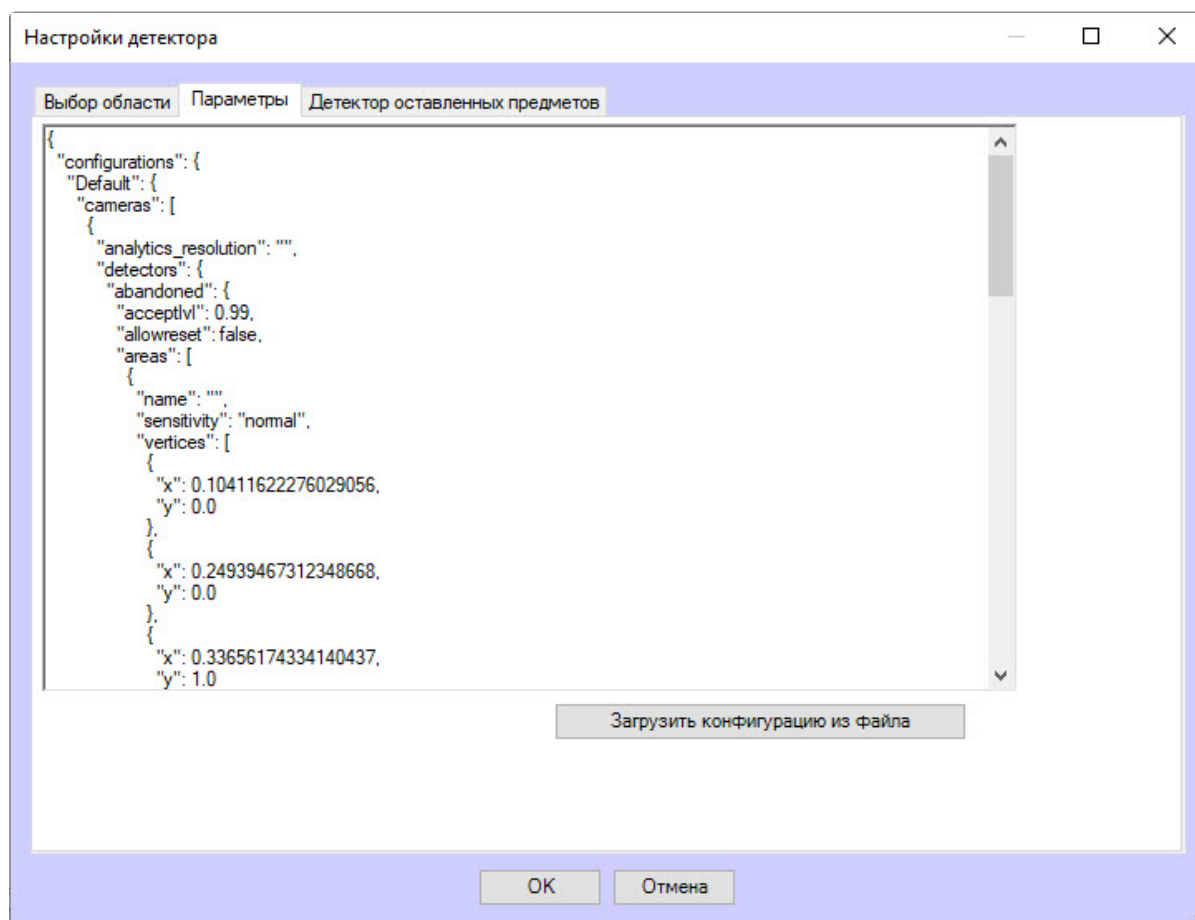 Настройки детектора
Выбор области Параметры Детектор оставленных предметов
{
"configurations": {
"Default": {
"cameras": [
{
"analytics_resolution": "",
"detectors": {
"abandoned": {
"acceptlvl": 0.99,
"allowreset": false,
"areas": [
{
"name": "",
"sensitivity": "normal",
"vertices": [
{
"x": 0.10411622276029056,
"y": 0.0
},
{
"x": 0.24939467312348668,
"y": 0.0
},
{
"x": 0.33656174334140437,
"y": 1.0
Загрузить конфигурацию из файла
OK Отмена